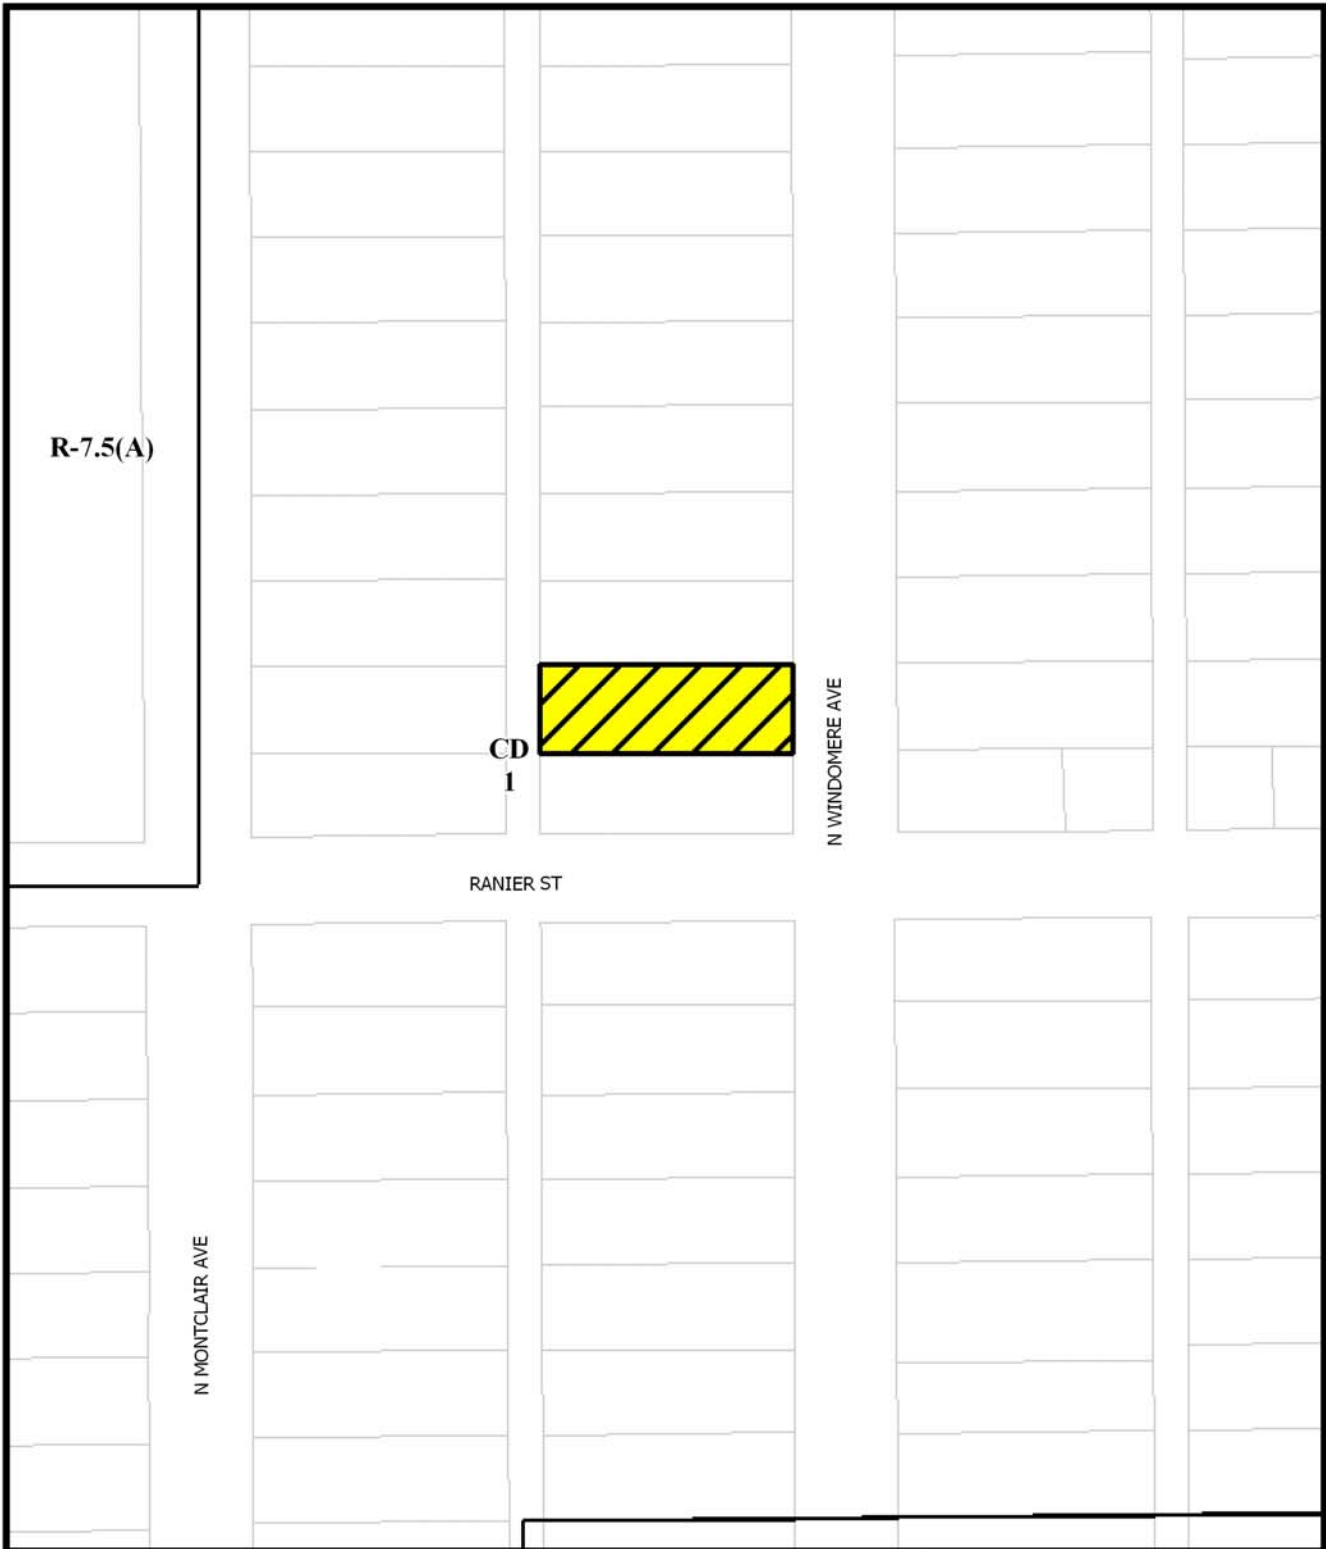 R-7.5(A)
CD
1
N WINDOMERE AVE
RANIER ST
N MONTCLAIR AVE